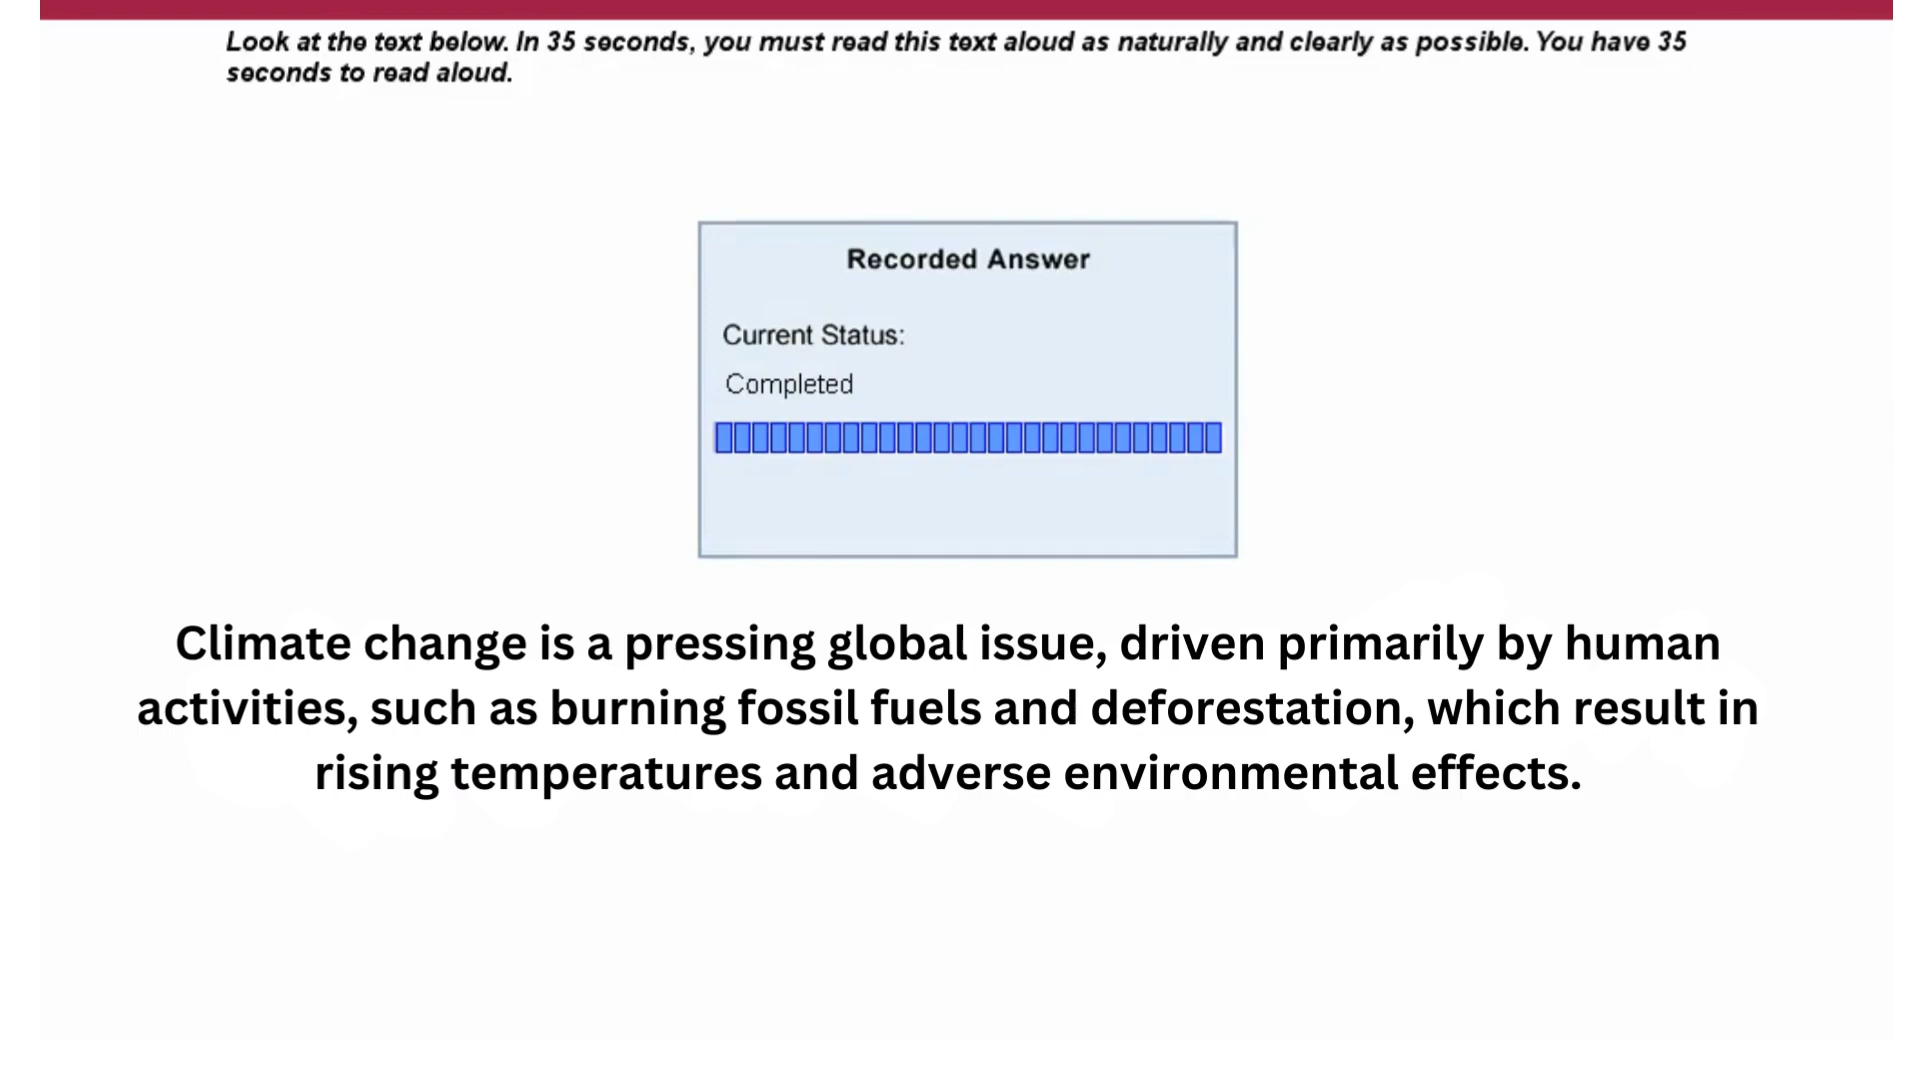 Look at the text below. In 35 seconds, you must read this text aloud as naturally and clearly as possible. You have 35
seconds to read aloud.
Recorded Answer
Current Status:
Completed
Climate change is a pressing global issue, driven primarily by human
activities, such as burning fossil fuels and deforestation, which result in
rising temperatures and adverse environmental effects.